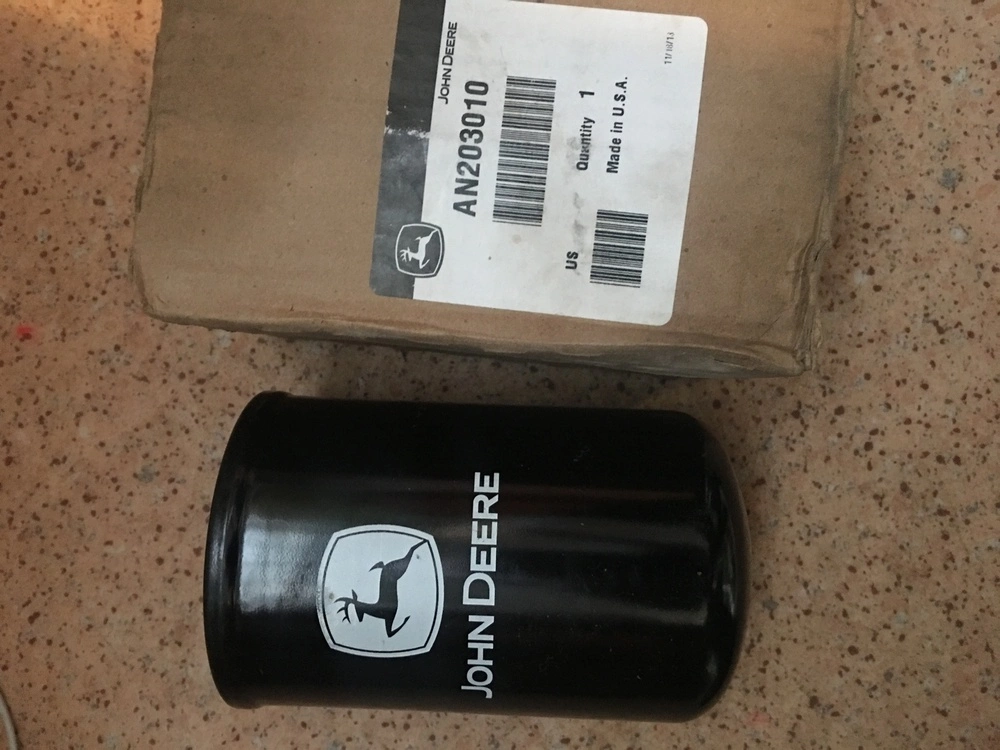 JOHN DEERE
AN203010
Quantity 1
US
Made in U.S.A.
JOHN DEERE